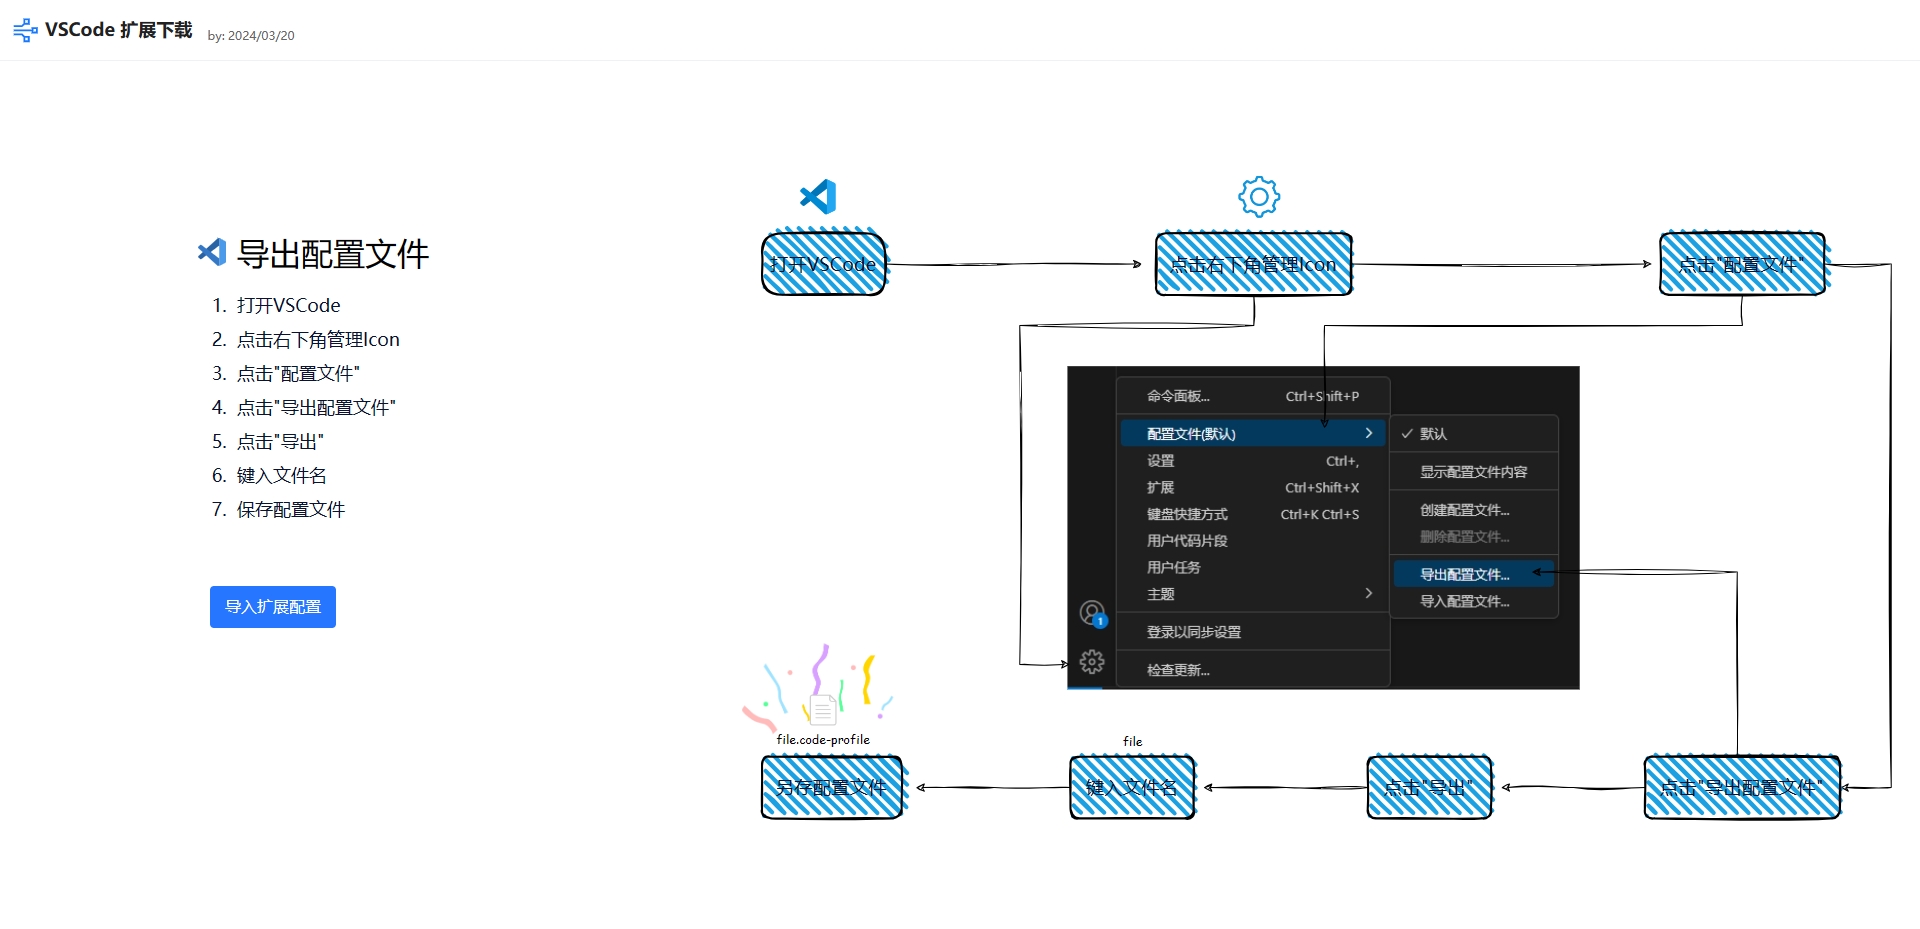 VSCode 扩展下载 by: 2024/03/20
导出配置文件
1. 打开VSCode
2. 点击右下角管理Icon
3. 点击"配置文件"
4. 点击"导出配置文件"
5. 点击"导出"
6. 键入文件名
7. 保存配置文件
导入扩展配置
打开VSCode
点击右下角管理Icon
点击"配置文件"
命令面板... Ctrl+Shift+P
配置文件(默认)
设置 Ctrl+,
扩展 Ctrl+Shift+X
键盘快捷方式 Ctrl+K Ctrl+S
用户代码片段
用户任务
主题
登录以同步设置
检查更新...
1
默认
显示配置文件内容
创建配置文件...
删除配置文件...
导出配置文件...
导入配置文件...
file.code-profile
另存配置文件
file
键入文件名
点击"导出"
点击"导出配置文件"